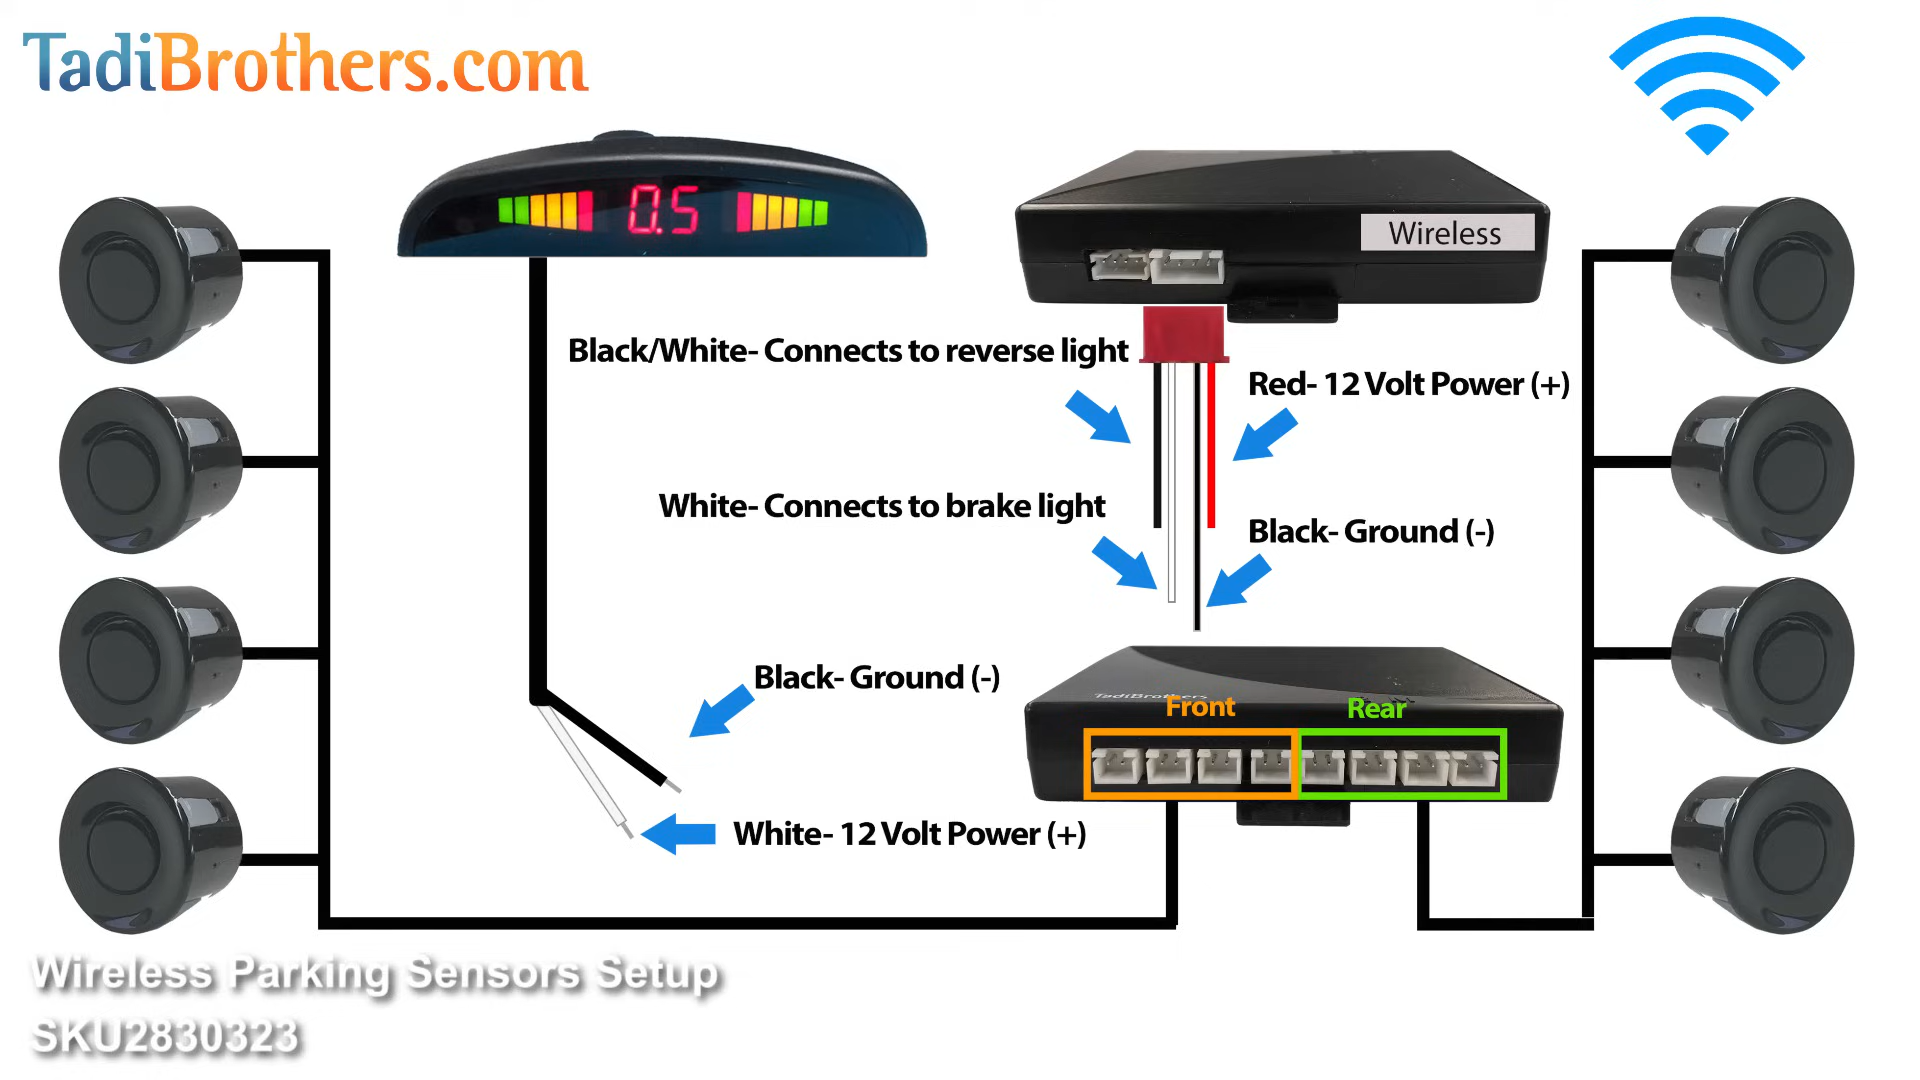 TadiBrothers.com
0.5
Wireless
Black/White- Connects to reverse light
Red- 12 Volt Power (+)
White- Connects to brake light
Black- Ground (-)
Black- Ground (-)
TadiBrothers
Front
Rear
White- 12 Volt Power (+)
Wireless Parking Sensors Setup
SKU2830323